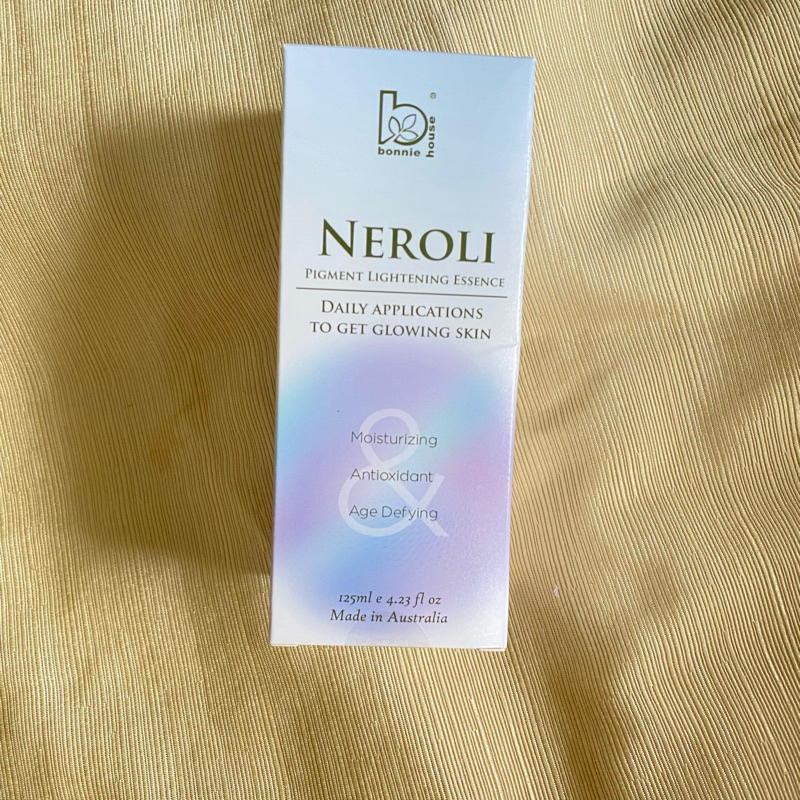 b ®
bonnie house
NEROLI
PIGMENT LIGHTENING ESSENCE
DAILY APPLICATIONS
TO GET GLOWING SKIN
&
Moisturizing
Antioxidant
Age Defying
125ml e 4.23 fl oz
Made in Australia